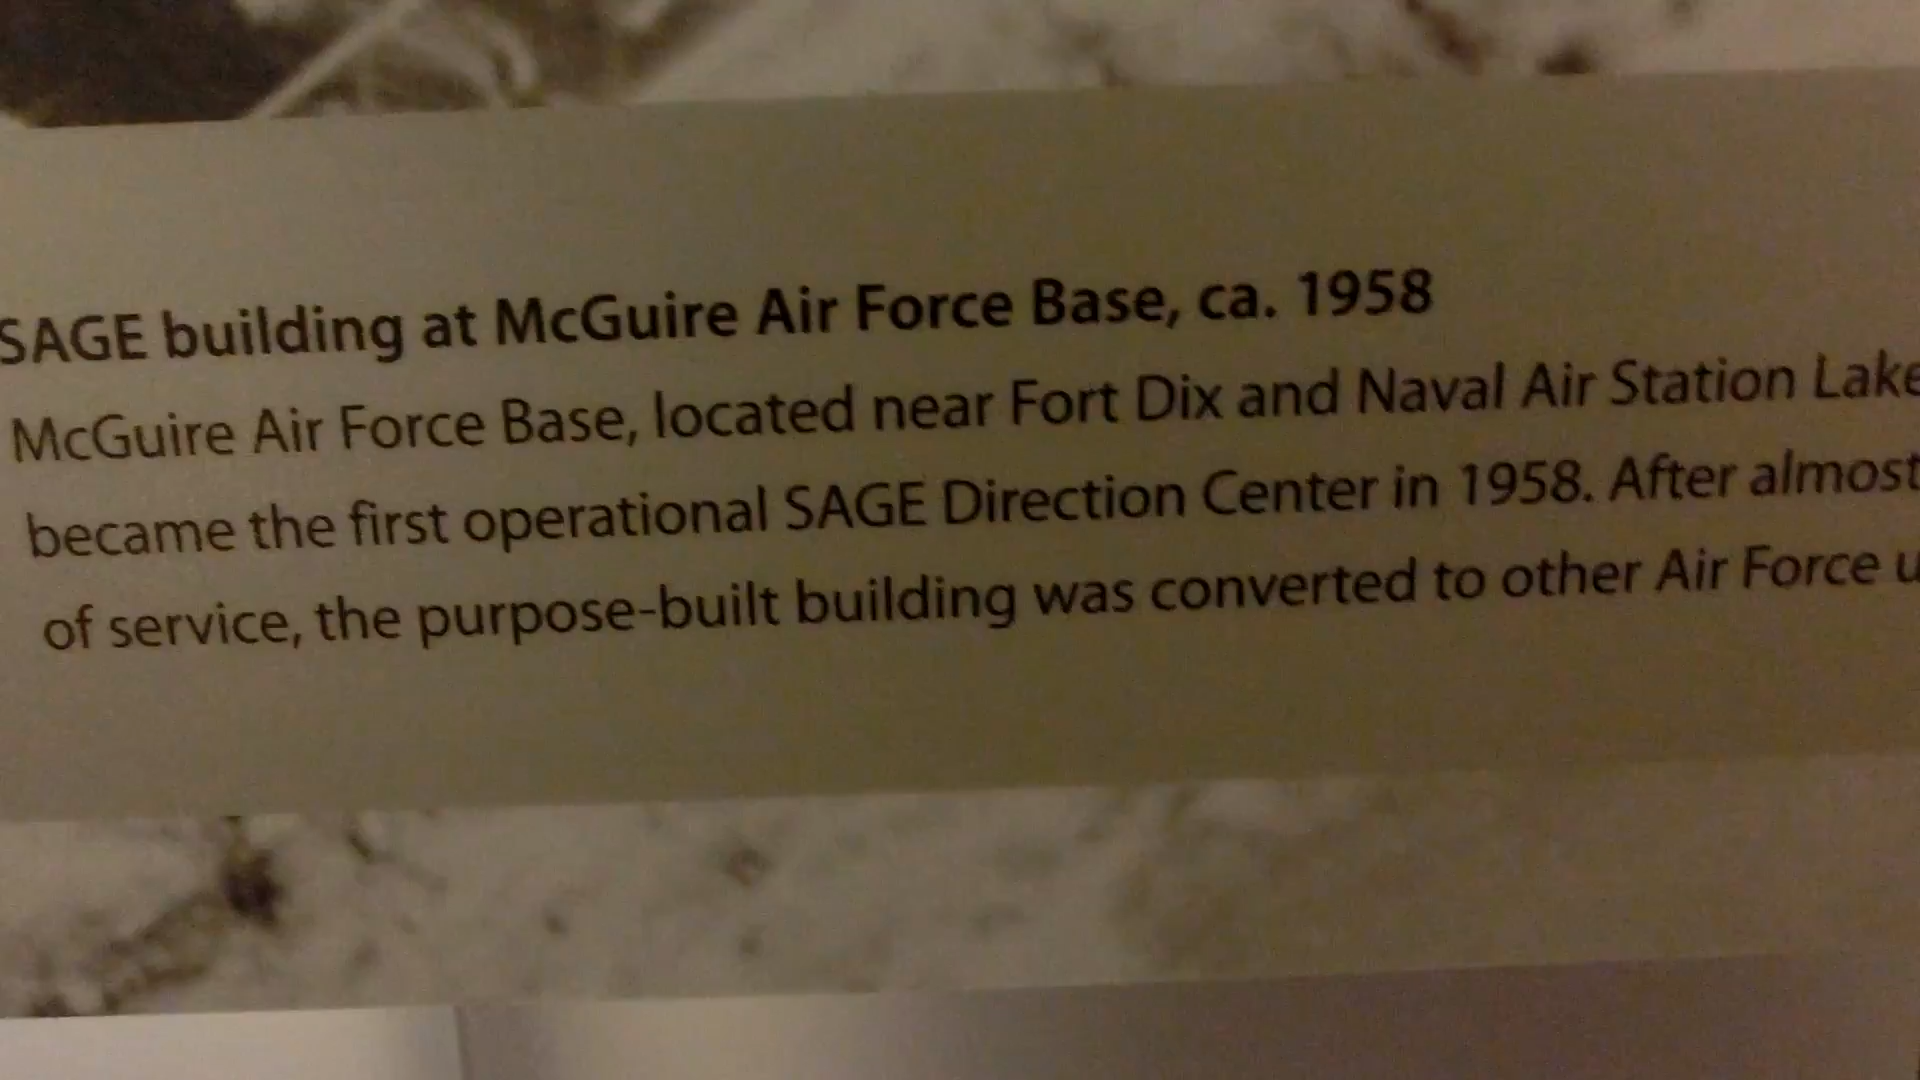 SAGE building at McGuire Air Force Base, ca. 1958
McGuire Air Force Base, located near Fort Dix and Naval Air Station Lake
became the first operational SAGE Direction Center in 1958. After almost
of service, the purpose-built building was converted to other Air Force